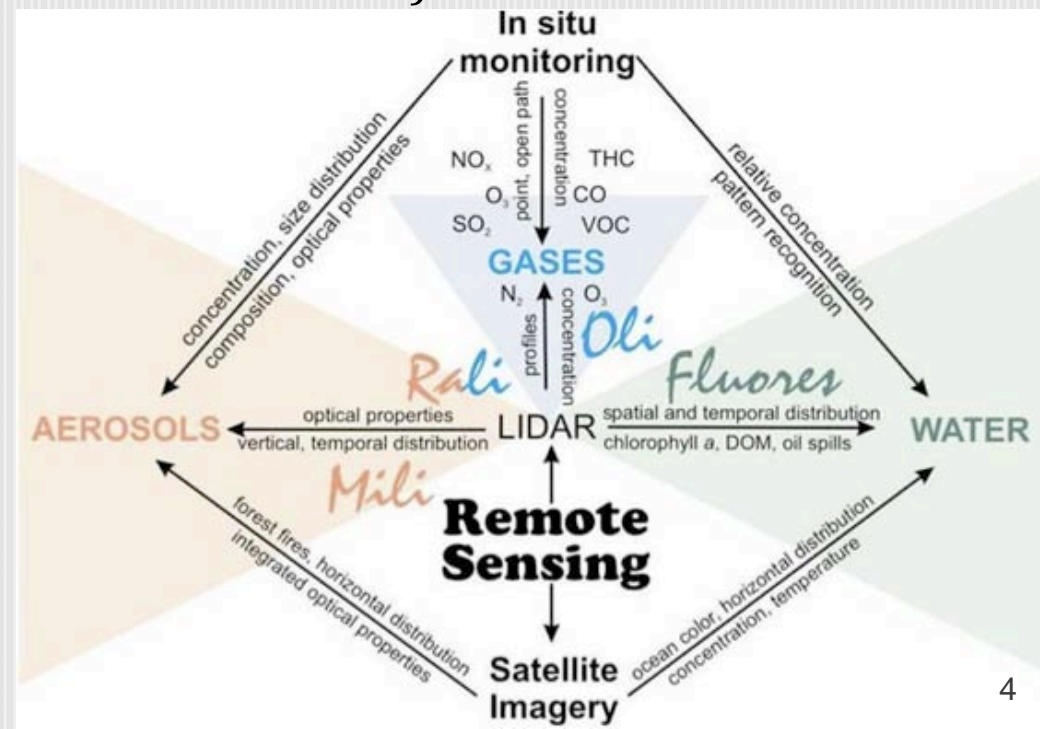 In situ
monitoring
concentration, size distribution
composition, optical properties
point, open path
concentration
relative concentration
pattern recognition
NOₓ
THC
O₃
CO
SO₂
VOC
GASES
N₂
O₃
profiles
concentration
Oli
Rali
Fluores
AEROSOLS
optical properties
vertical, temporal distribution
LIDAR
spatial and temporal distribution
chlorophyll a, DOM, oil spills
WATER
Mili
Remote
Sensing
forest fires, horizontal distribution
integrated optical properties
ocean color, horizontal distribution
concentration, temperature
Satellite
Imagery
4